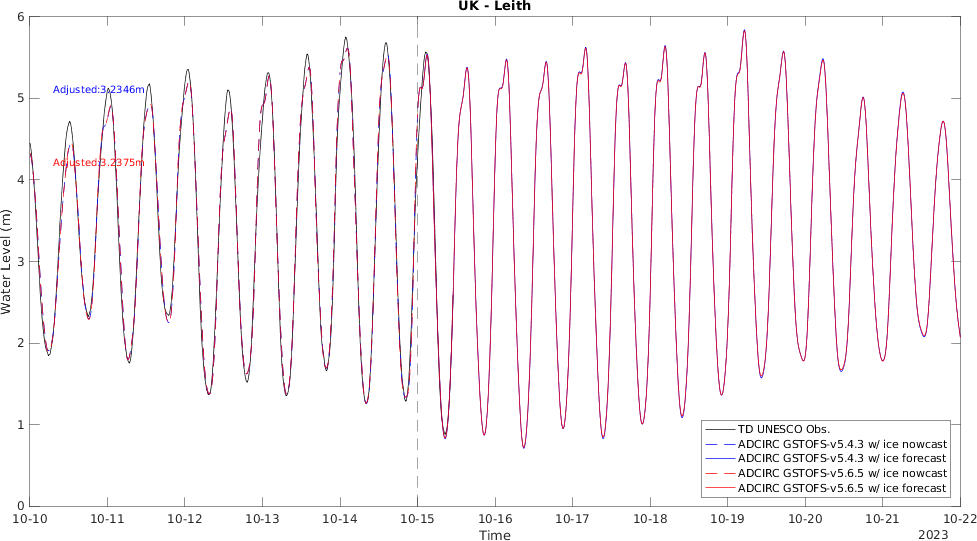 UK - Leith
Water Level (m)
6
5
4
3
2
1
0
Adjusted:3.2346m
Adjusted:3.2375m
TD UNESCO Obs.
ADCIRC GSTOFS-v5.4.3 w/ ice nowcast
ADCIRC GSTOFS-v5.4.3 w/ ice forecast
ADCIRC GSTOFS-v5.6.5 w/ ice nowcast
ADCIRC GSTOFS-v5.6.5 w/ ice forecast
10-10 10-11 10-12 10-13 10-14 10-15 10-16 10-17 10-18 10-19 10-20 10-21 10-22
Time
2023